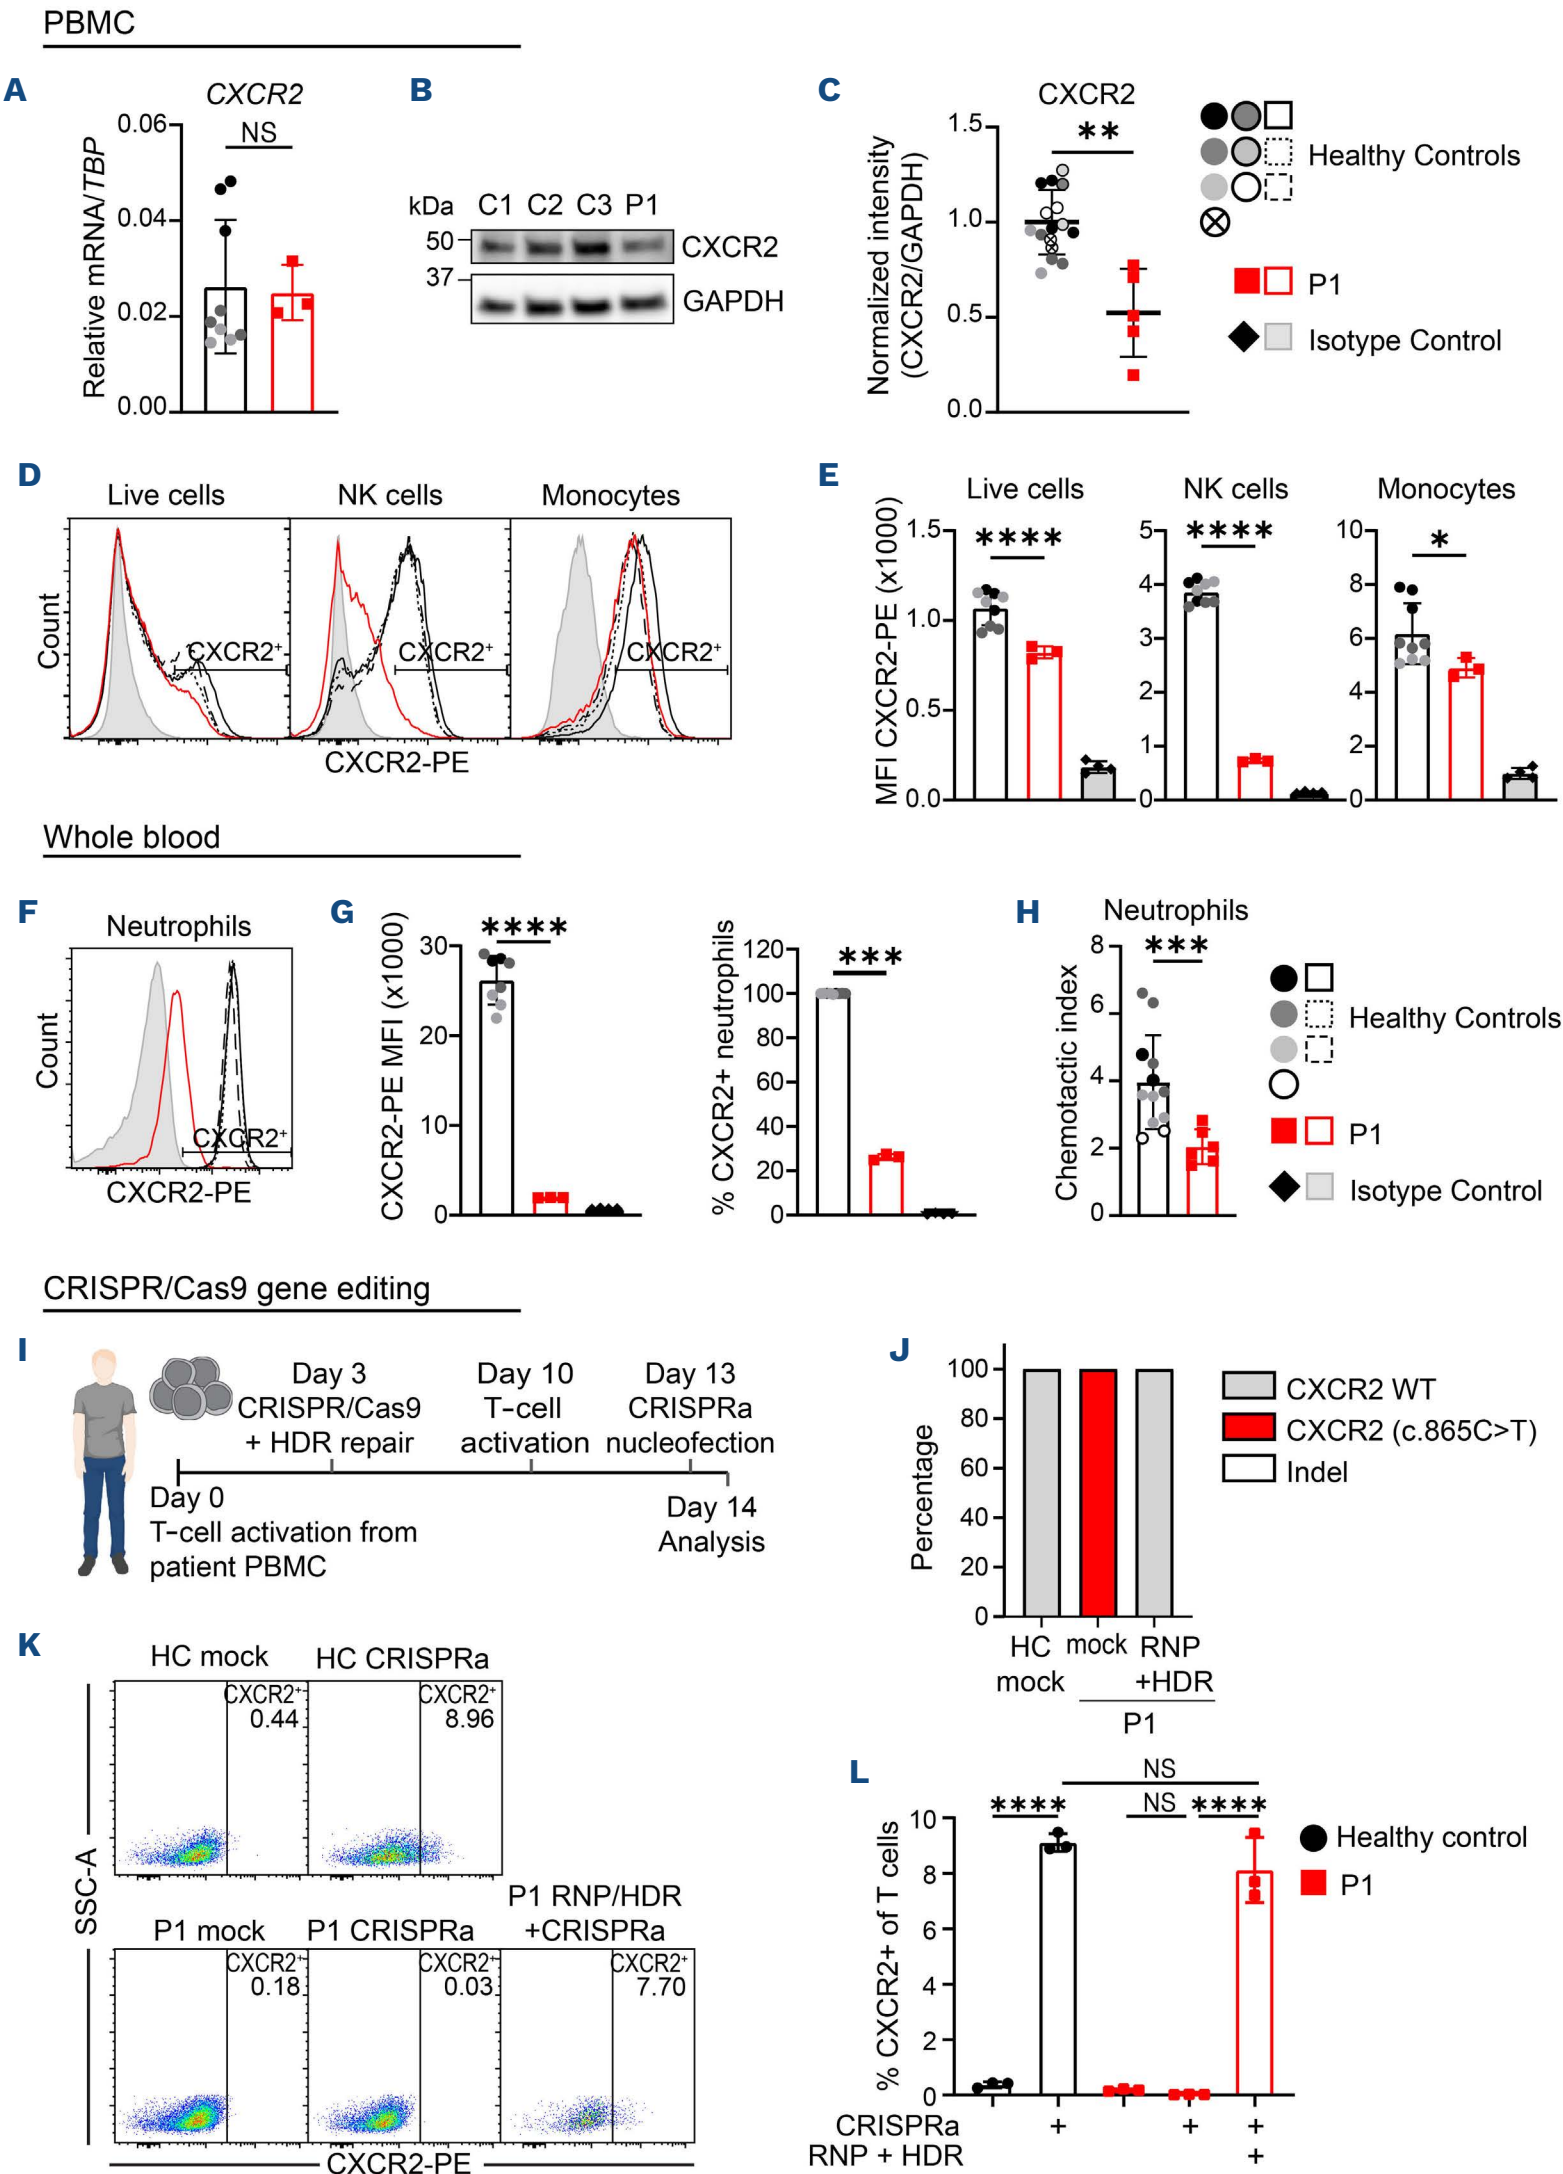 PBMC
A
CXCR2
NS
0.06
0.04
0.02
0.00
Relative mRNA/TBP
B
kDa C1 C2 C3 P1
50
CXCR2
37
GAPDH
C
CXCR2
**
1.5
1.0
0.5
0.0
Normalized intensity
(CXCR2/GAPDH)
Healthy Controls
P1
Isotype Control
D
Live cells
NK cells
Monocytes
Count
CXCR2+
CXCR2+
CXCR2+
CXCR2-PE
E
Live cells
NK cells
Monocytes
MFI CXCR2-PE (x1000)
1.5
1.0
0.5
0.0
****
5
4
3
2
1
0
****
10
8
6
4
2
0
*
Whole blood
F
Neutrophils
Count
CXCR2+
CXCR2-PE
G
CXCR2-PE MFI (x1000)
30
20
10
0
****
% CXCR2+ neutrophils
120
100
80
60
40
20
0
***
H
Neutrophils
***
Chemotactic index
8
6
4
2
0
Healthy Controls
P1
Isotype Control
CRISPR/Cas9 gene editing
I
Day 3
CRISPR/Cas9
+ HDR repair
Day 10
T-cell
activation
Day 13
CRISPRa
nucleofection
Day 0
T-cell activation from
patient PBMC
Day 14
Analysis
J
Percentage
100
80
60
40
20
0
HC
mock
mock
RNP
+HDR
P1
CXCR2 WT
CXCR2 (c.865C>T)
Indel
K
HC mock
HC CRISPRa
CXCR2+
0.44
CXCR2+
8.96
SSC-A
P1 mock
P1 CRISPRa
P1 RNP/HDR
+CRISPRa
CXCR2+
0.18
CXCR2+
0.03
CXCR2+
7.70
CXCR2-PE
L
NS
****
NS
****
% CXCR2+ of T cells
10
8
6
4
2
0
CRISPRa + + +
RNP + HDR +
Healthy control
P1